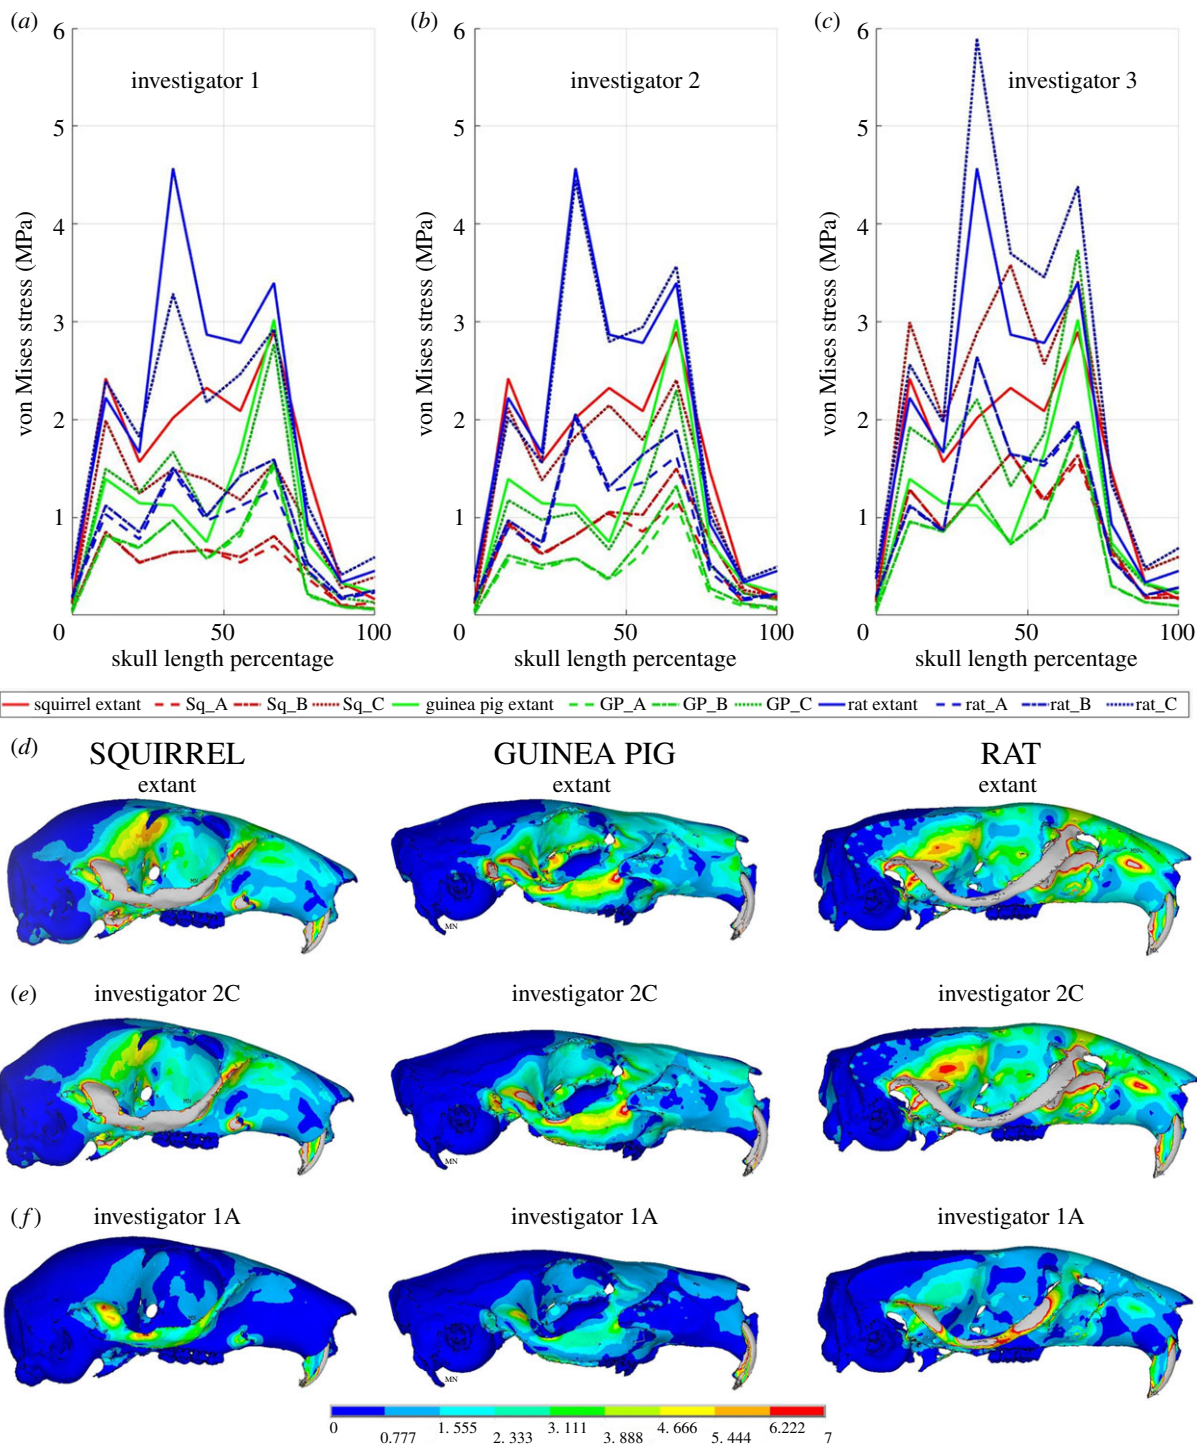 (a) (b) (c)
6 6 6
investigator 1 investigator 2 investigator 3
5 5 5
4 4 4
von Mises stress (MPa) von Mises stress (MPa) von Mises stress (MPa)
3 3 3
2 2 2
1 1 1
0 50 100 0 50 100 0 50 100
skull length percentage skull length percentage skull length percentage
squirrel extant Sq_A Sq_B Sq_C guinea pig extant GP_A GP_B GP_C rat extant rat_A rat_B rat_C
(d) SQUIRREL GUINEA PIG RAT
extant extant extant
MN
(e) investigator 2C investigator 2C investigator 2C
MN
(f) investigator 1A investigator 1A investigator 1A
MN
0 1. 555 3. 111 4. 666 6.222
0.777 2. 333 3. 888 5. 444 7